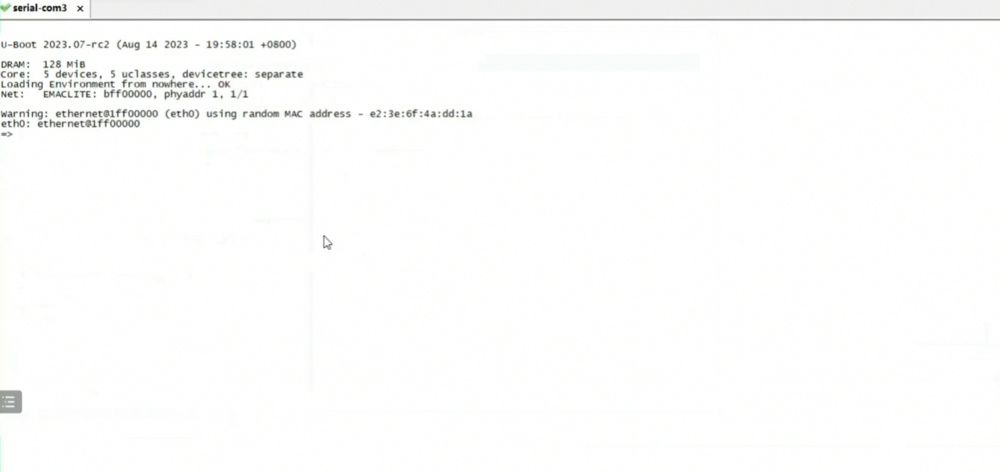 serial-com3 ×
U-Boot 2023.07-rc2 (Aug 14 2023 - 19:58:01 +0800)
DRAM:  128 MiB
Core:  5 devices, 5 uclasses, devicetree: separate
Loading Environment from nowhere... OK
Net:   EMACLITE: bff00000, phyaddr 1, 1/1
Warning: ethernet@1ff00000 (eth0) using random MAC address - e2:3e:6f:4a:dd:1a
eth0: ethernet@1ff00000
=>